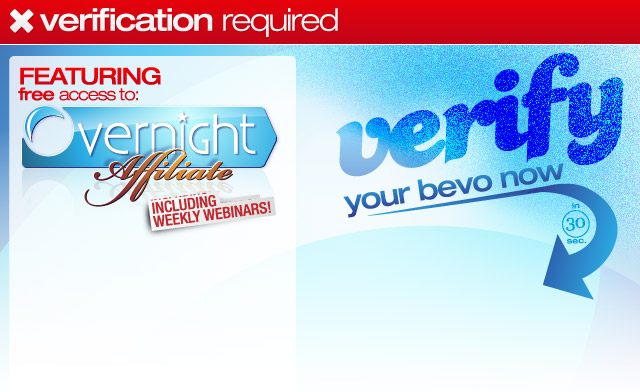 verification required
FEATURING
free access to:
Overnight
Affiliate
INCLUDING
WEEKLY WEBINARS!
verify
your bevo now
in
30
sec.